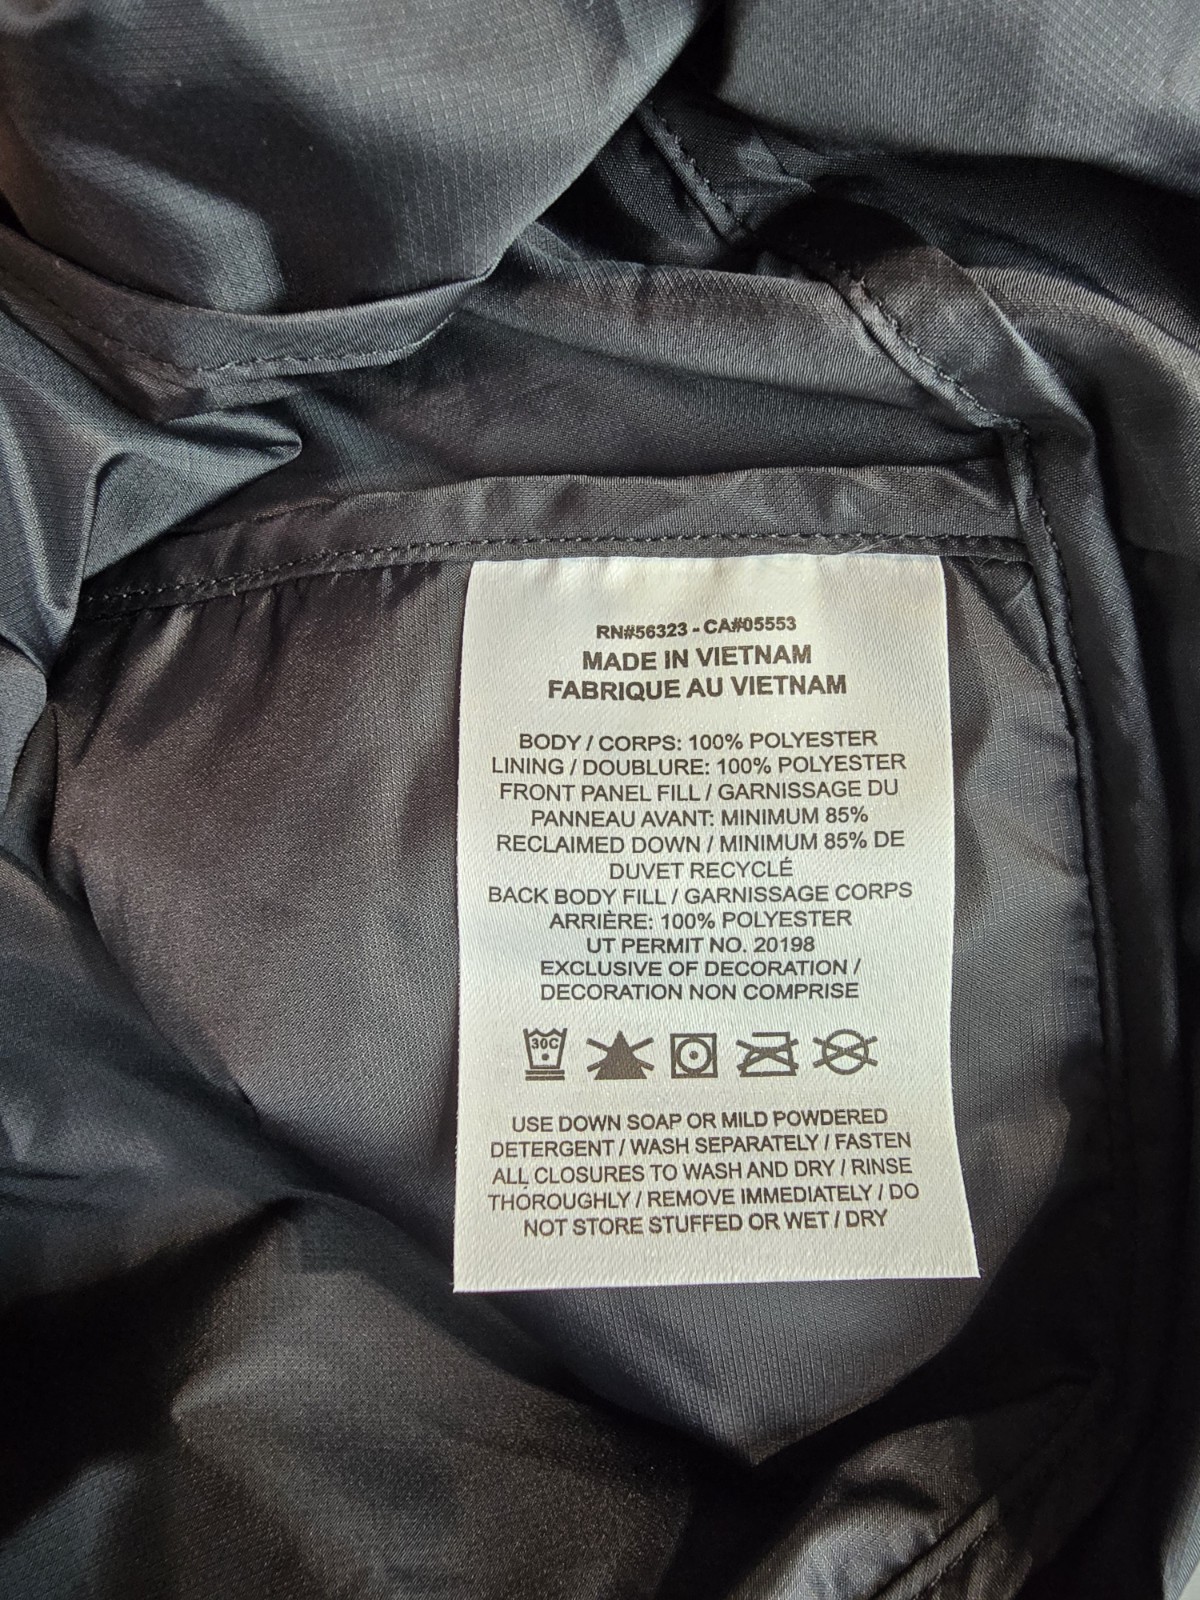 RN#56323 - CA#05553
MADE IN VIETNAM
FABRIQUE AU VIETNAM
BODY / CORPS: 100% POLYESTER
LINING / DOUBLURE: 100% POLYESTER
FRONT PANEL FILL / GARNISSAGE DU
PANNEAU AVANT: MINIMUM 85%
RECLAIMED DOWN / MINIMUM 85% DE
DUVET RECYCLÉ
BACK BODY FILL / GARNISSAGE CORPS
ARRIÈRE: 100% POLYESTER
UT PERMIT NO. 20198
EXCLUSIVE OF DECORATION /
DECORATION NON COMPRISE
30C
USE DOWN SOAP OR MILD POWDERED
DETERGENT / WASH SEPARATELY / FASTEN
ALL CLOSURES TO WASH AND DRY / RINSE
THOROUGHLY / REMOVE IMMEDIATELY / DO
NOT STORE STUFFED OR WET / DRY